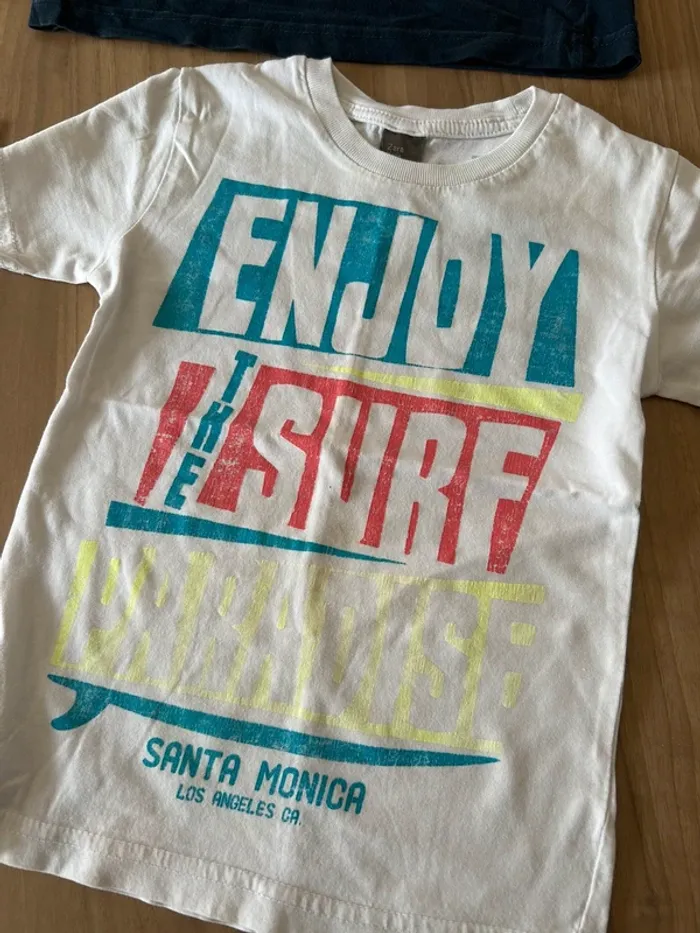 ENJOY
THE SURF
PARADISE
SANTA MONICA
LOS ANGELES CA.